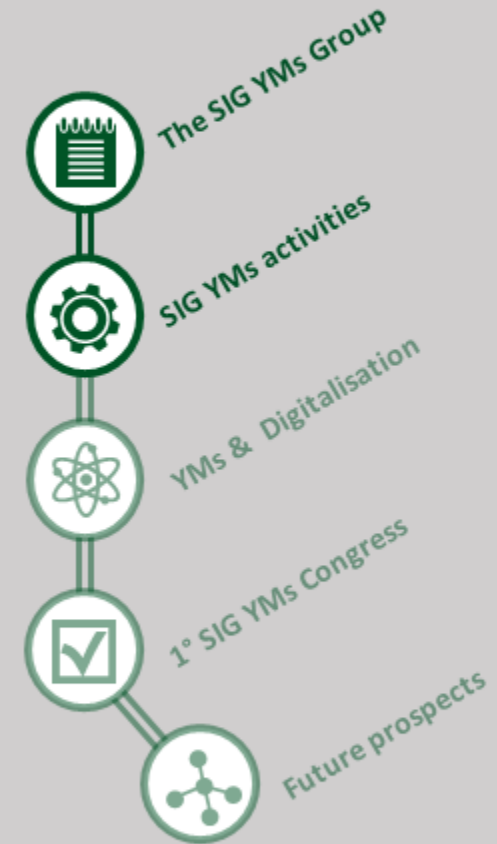 The SIG YMs Group
SIG YMs activities
YMs & Digitalisation
1° SIG YMs Congress
Future prospects